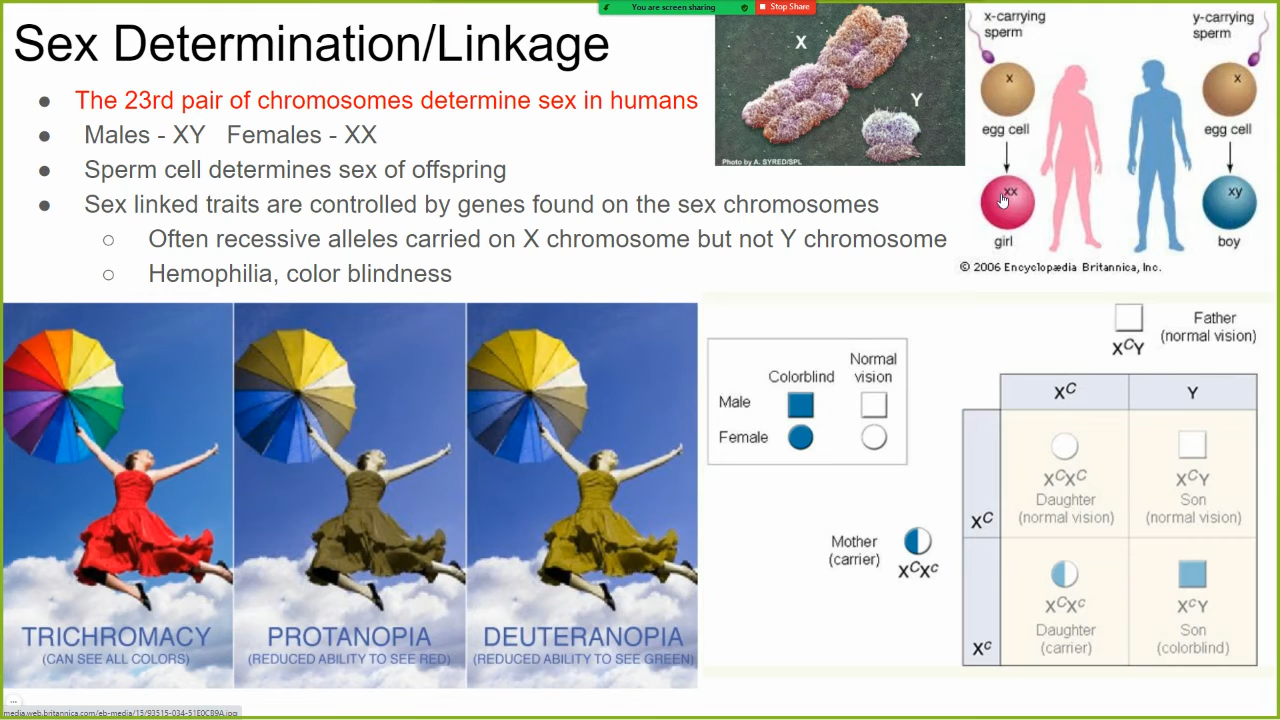 You are screen sharing
Stop Share
Sex Determination/Linkage
● The 23rd pair of chromosomes determine sex in humans
● Males - XY Females - XX
● Sperm cell determines sex of offspring
● Sex linked traits are controlled by genes found on the sex chromosomes
○ Often recessive alleles carried on X chromosome but not Y chromosome
○ Hemophilia, color blindness
X
Y
Photo by A. SYRED/SPL
x-carrying
sperm
y-carrying
sperm
x
x
egg cell
egg cell
xx
xy
girl
boy
© 2006 Encyclopædia Britannica, Inc.
TRICHROMACY
(CAN SEE ALL COLORS)
PROTANOPIA
(REDUCED ABILITY TO SEE RED)
DEUTERANOPIA
(REDUCED ABILITY TO SEE GREEN)
Normal
Colorblind vision
Male
Female
Father
(normal vision)
XᶜY
Xᶜ Y
Mother
(carrier)
XᶜXᶜ
Xᶜ
XᶜXᶜ
Daughter
(normal vision)
XᶜY
Son
(normal vision)
Xᶜ
XᶜXᶜ
Daughter
(carrier)
XᶜY
Son
(colorblind)
...
media.web.britannica.com/eb-media/15/93515-034-51E0CB9A.jpg